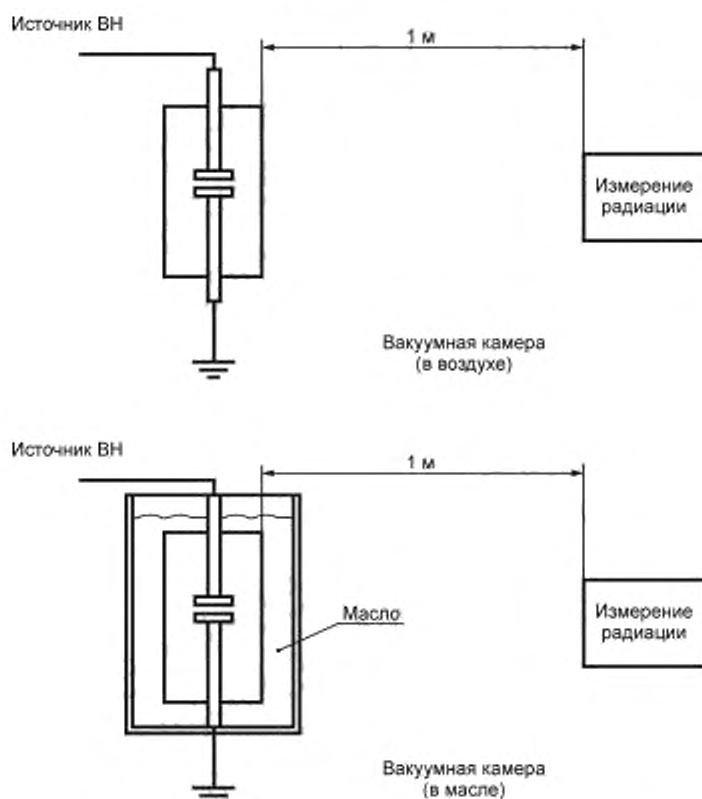 Источник ВН
1 м
Измерение
радиации
Вакуумная камера
(в воздухе)
Источник ВН
1 м
Масло
Измерение
радиации
Вакуумная камера
(в масле)